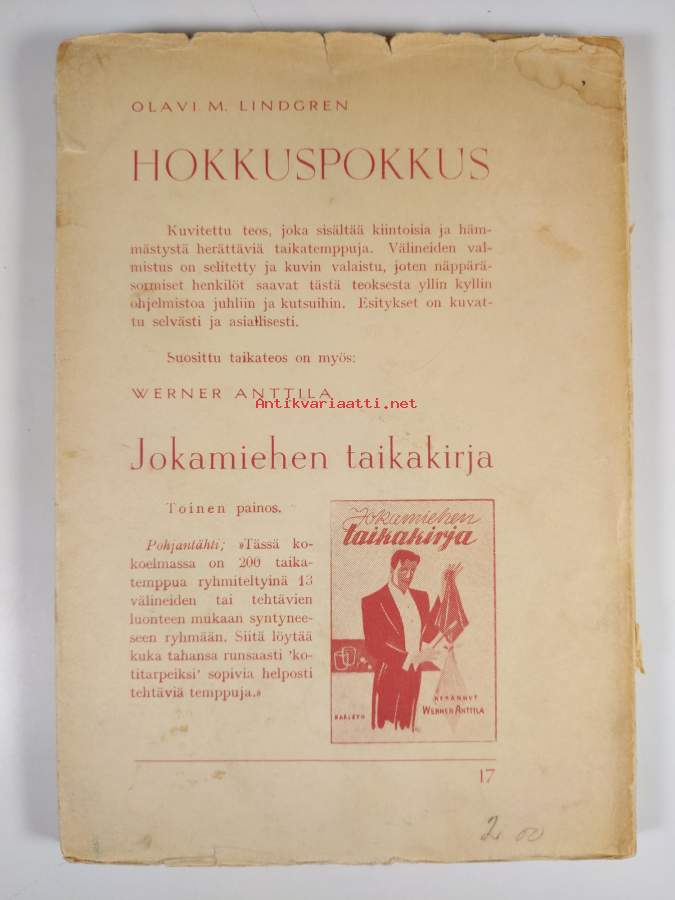 OLAVI M. LINDGREN
HOKKUSPOKKUS
Kuvitettu teos, joka sisältää kiintoisia ja häm-
mästystä herättäviä taikatemppuja. Välineiden val-
mistus on selitetty ja kuvin valaistu, joten näppärä-
sormiset henkilöt saavat tästä teoksesta yllin kyllin
ohjelmistoa juhliin ja kutsuihin. Esitykset on kuvat-
tu selvästi ja asiallisesti.
Suosittu taikateos on myös:
WERNER ANTTILA
Antikvariaatti.net
Jokamiehen taikakirja
Toinen painos.
Pohjantähti; »Tässä ko-
koelmassa on 200 taika-
temppua ryhmiteltyinä 13
välineiden tai tehtävien
luonteen mukaan syntynee-
seen ryhmään. Siitä löytää
kuka tahansa runsaasti 'ko-
titarpeiksi' sopivia helposti
tehtäviä temppuja.»
Jokamiehen
taikakirja
KERÄNNYT
WERNER ANTTILA
KARISTO
17
2 00